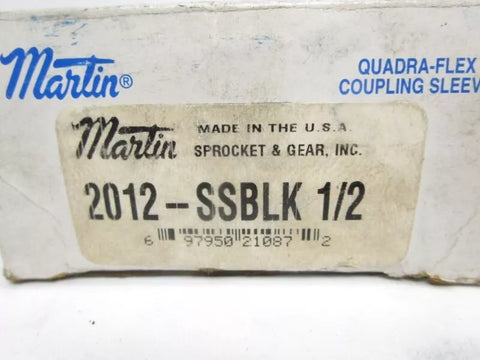 Martin®
QUADRA-FLEX
COUPLING SLEEV
Martin MADE IN THE U.S.A.
SPROCKET & GEAR, INC.
2012-SSBLK 1/2
6 97950 21087 2